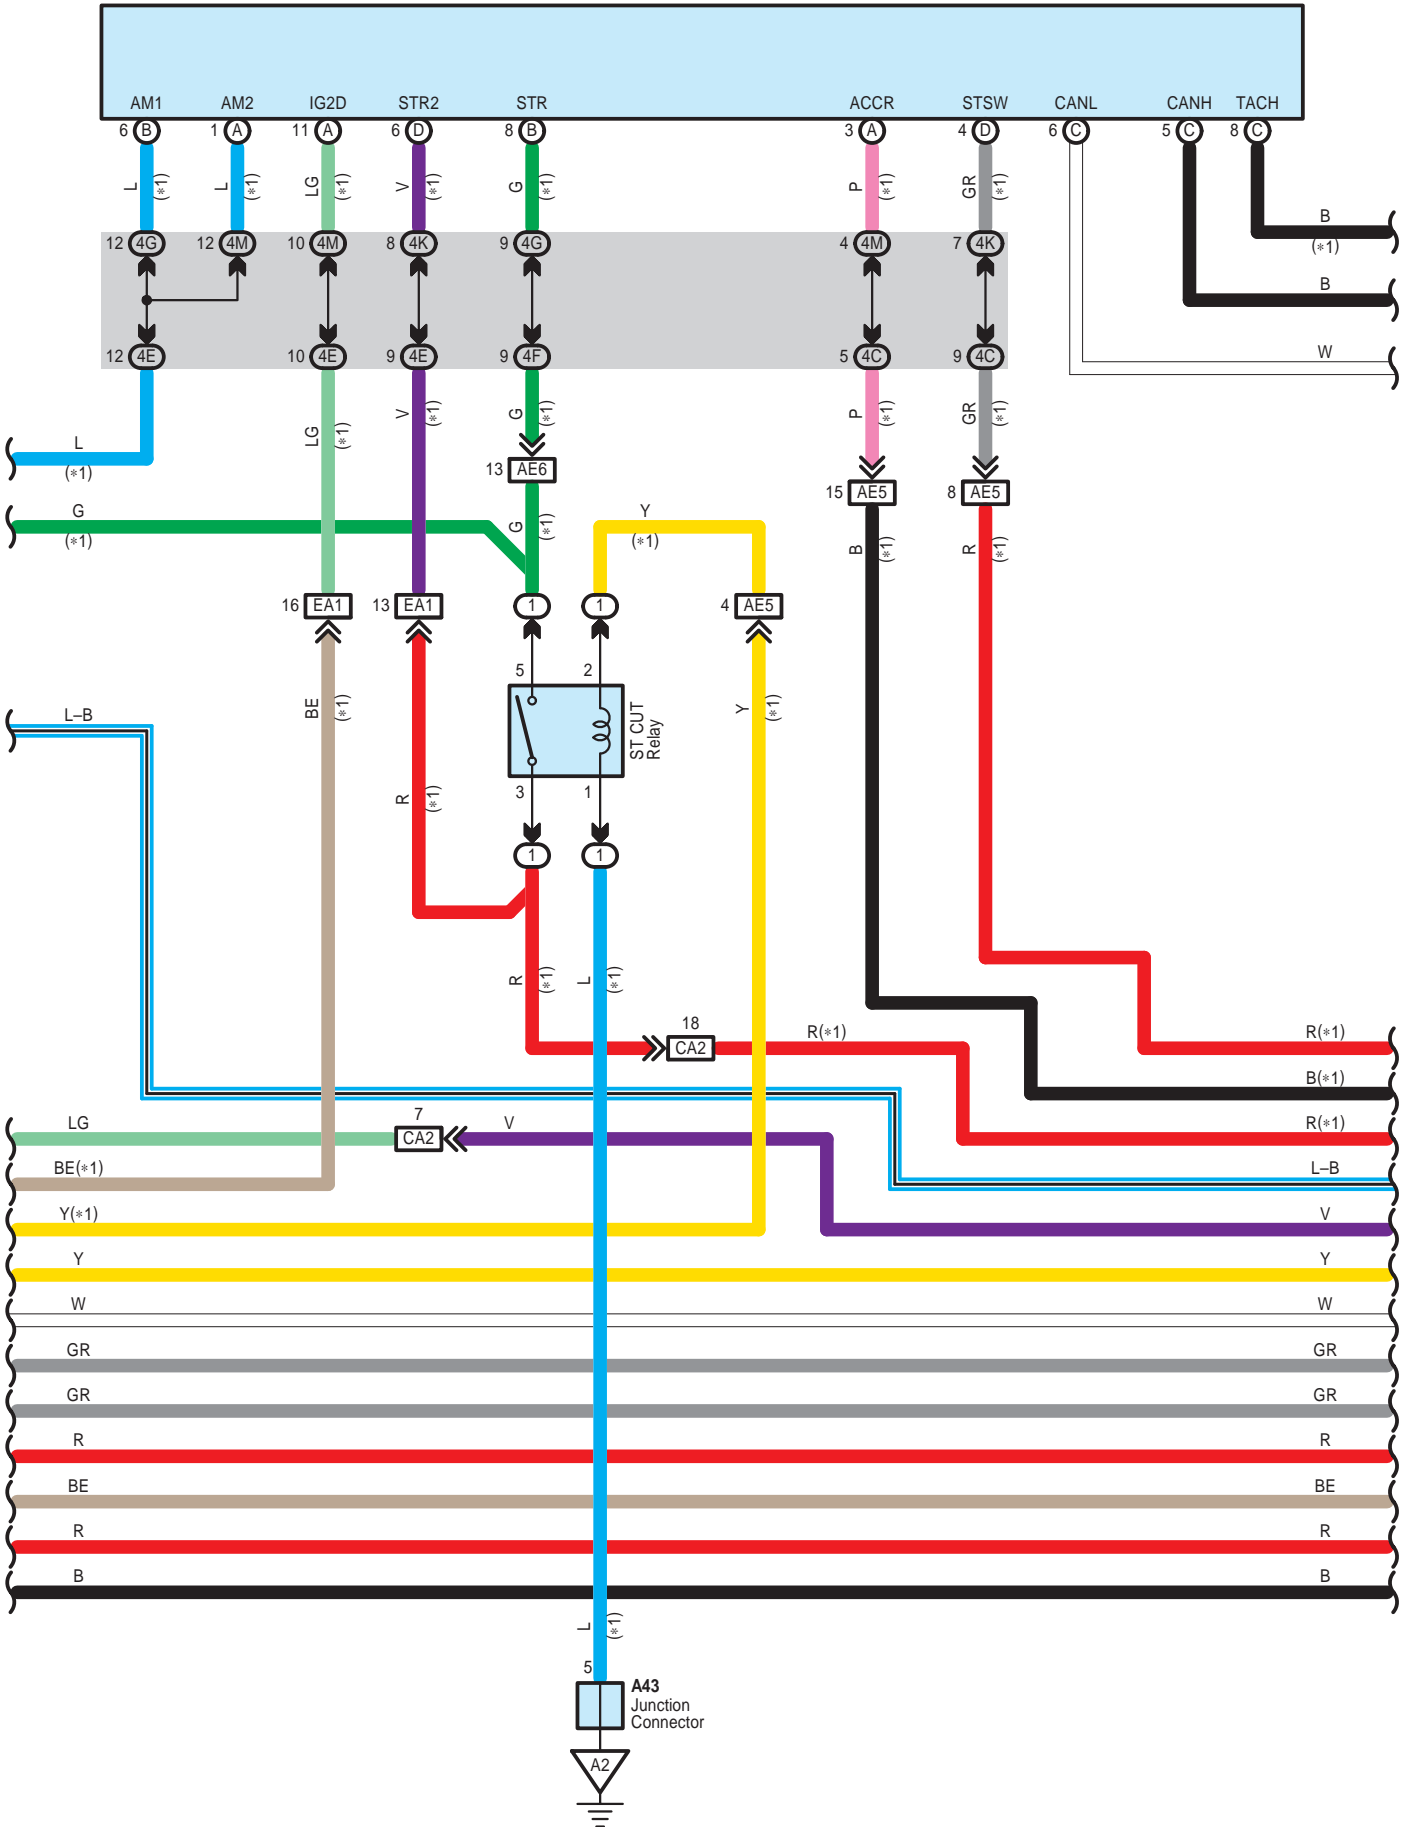 AM1 AM2 IG2D STR2 STR ACCR STSW CANL CANH TACH
6 B 1 A 11 A 6 D 8 B 3 A 4 D 6 C 5 C 8 C
L (*1) L (*1) LG (*1) V (*1) G (*1) P (*1) GR (*1)
B
(*1)
12 4G 12 4M 10 4M 8 4K 9 4G 4 4M 7 4K
B
12 4E 10 4E 9 4E 9 4F 5 4C 9 4C
W
LG (*1) V (*1) G (*1) P (*1) GR (*1)
L
(*1)
13 AE6
15 AE5 8 AE5
G
(*1)
G (*1)
Y
(*1)
B (*1) R (*1)
16 EA1 13 EA1 1 1 4 AE5
5 2
BE (*1)
Y (*1)
L–B
ST CUT
Relay
R (*1)
3 1
1 1
R (*1) L (*1)
18
CA2
R(*1)
R(*1)
B(*1)
LG
7
CA2
V
R(*1)
BE(*1) L–B
Y(*1) V
Y Y
W W
GR GR
GR GR
R R
BE BE
R R
B B
L (*1)
5
A43
Junction
Connector
A2